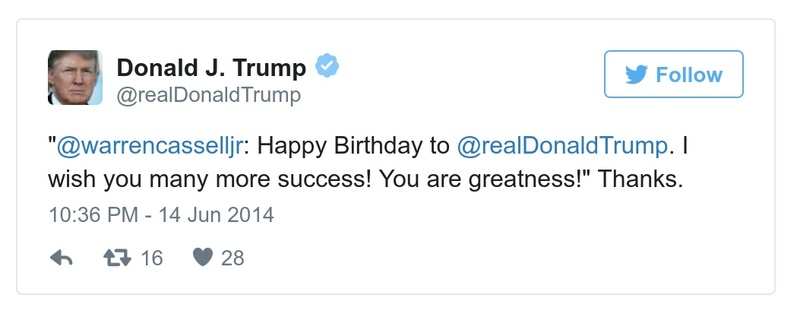 Donald J. Trump
@realDonaldTrump
Follow
"@warrencasselljr: Happy Birthday to @realDonaldTrump. I
wish you many more success! You are greatness!" Thanks.
10:36 PM - 14 Jun 2014
16 28